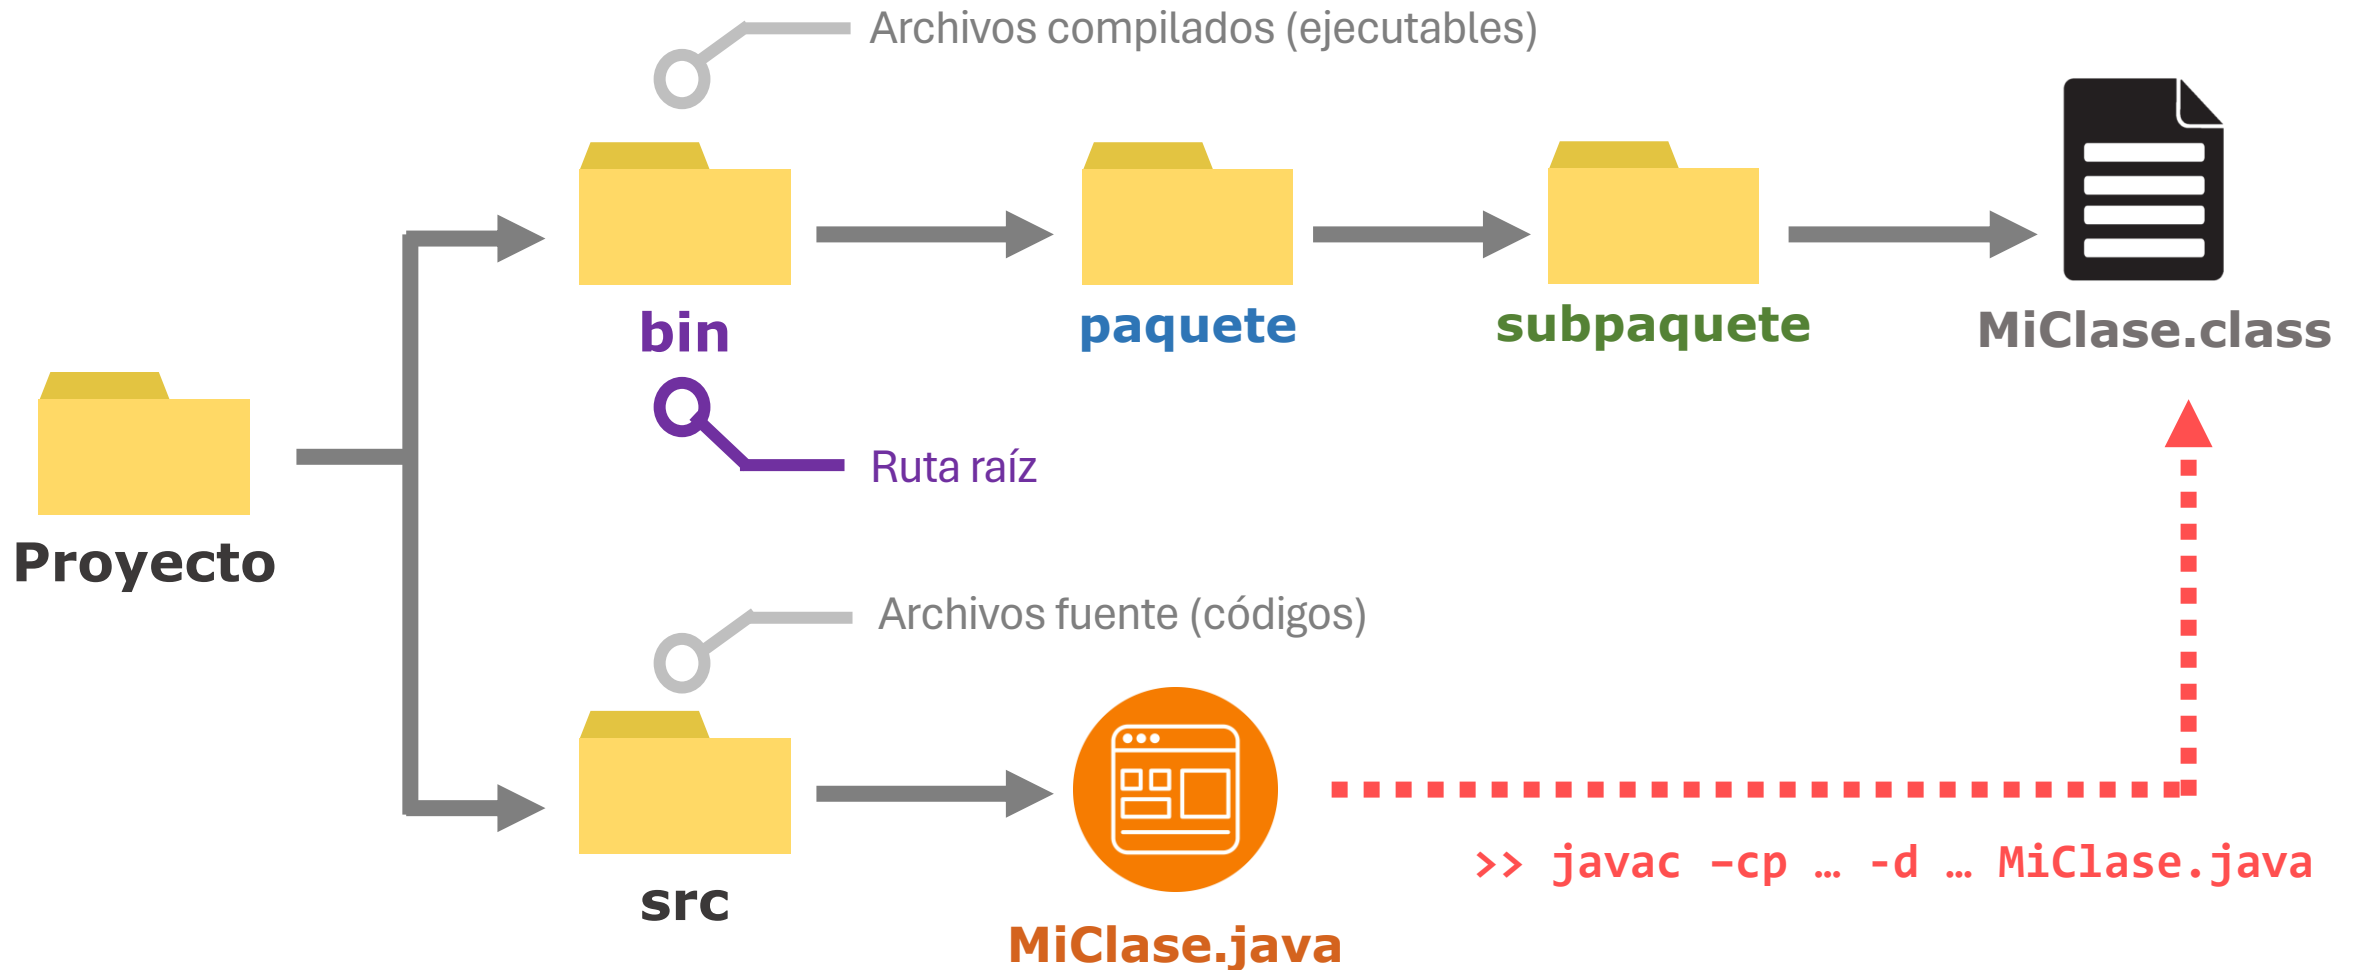 Archivos compilados (ejecutables)
bin
paquete
subpaquete
MiClase.class
Ruta raíz
Proyecto
Archivos fuente (códigos)
src
MiClase.java
>> javac –cp … -d … MiClase.java